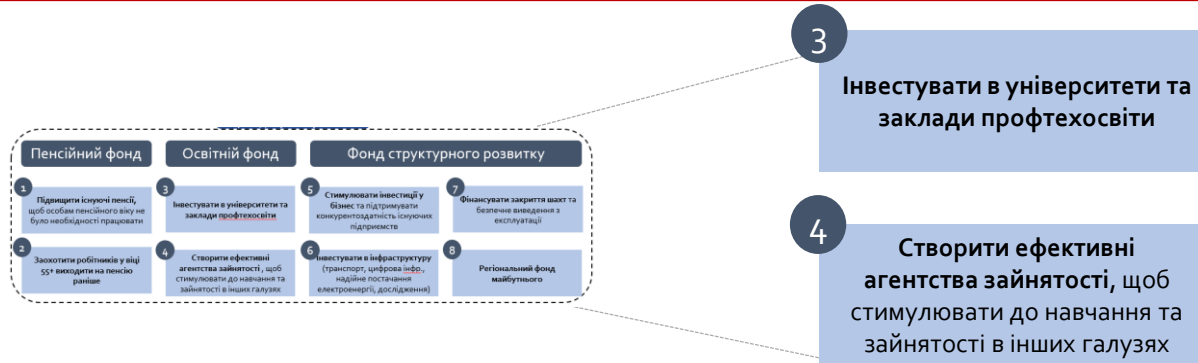 Пенсійний фонд
Освітній фонд
Фонд структурного розвитку
1
Підвищити існуючі пенсії,
щоб особам пенсійного віку не
було необхідності працювати
3
Інвестувати в університети та
заклади профтехосвіти
5
Стимулювати інвестиції у
бізнес та підтримувати
конкурентоздатність існуючих
підприємств
7
Фінансувати закриття шахт та
безпечне виведення з
експлуатації
2
Заохотити робітників у віці
55+ виходити на пенсію
раніше
4
Створити ефективні
агентства зайнятості , щоб
стимулювати до навчання та
зайнятості в інших галузях
6
Інвестувати в інфраструктуру
(транспорт, цифрова інфр.,
надійне постачання
електроенергії, дослідження)
8
Регіональний фонд
майбутнього
3
Інвестувати в університети та
заклади профтехосвіти
4
Створити ефективні
агентства зайнятості, щоб
стимулювати до навчання та
зайнятості в інших галузях